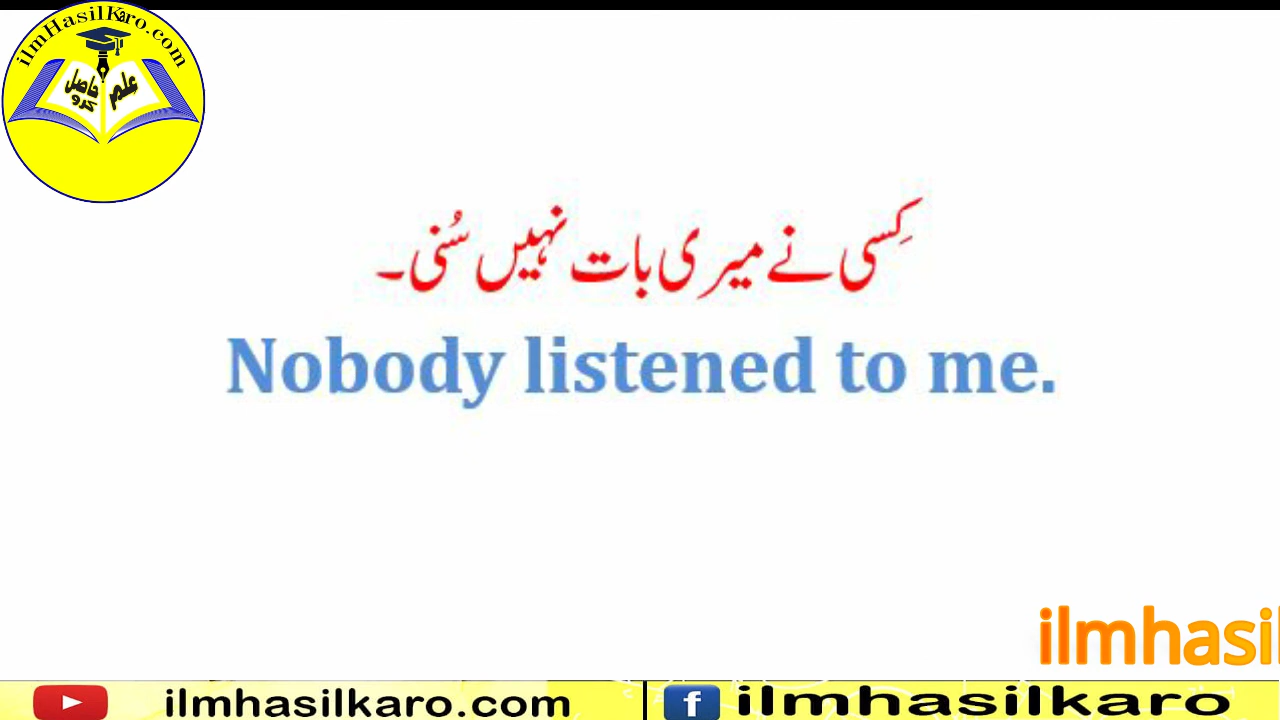 ilmHasilKaro.com
علم حاصل کرو
کِسی نے میری بات نہیں سُنی۔
Nobody listened to me.
ilmhasil
ilmhasilkaro.com
f ilmhasilkaro